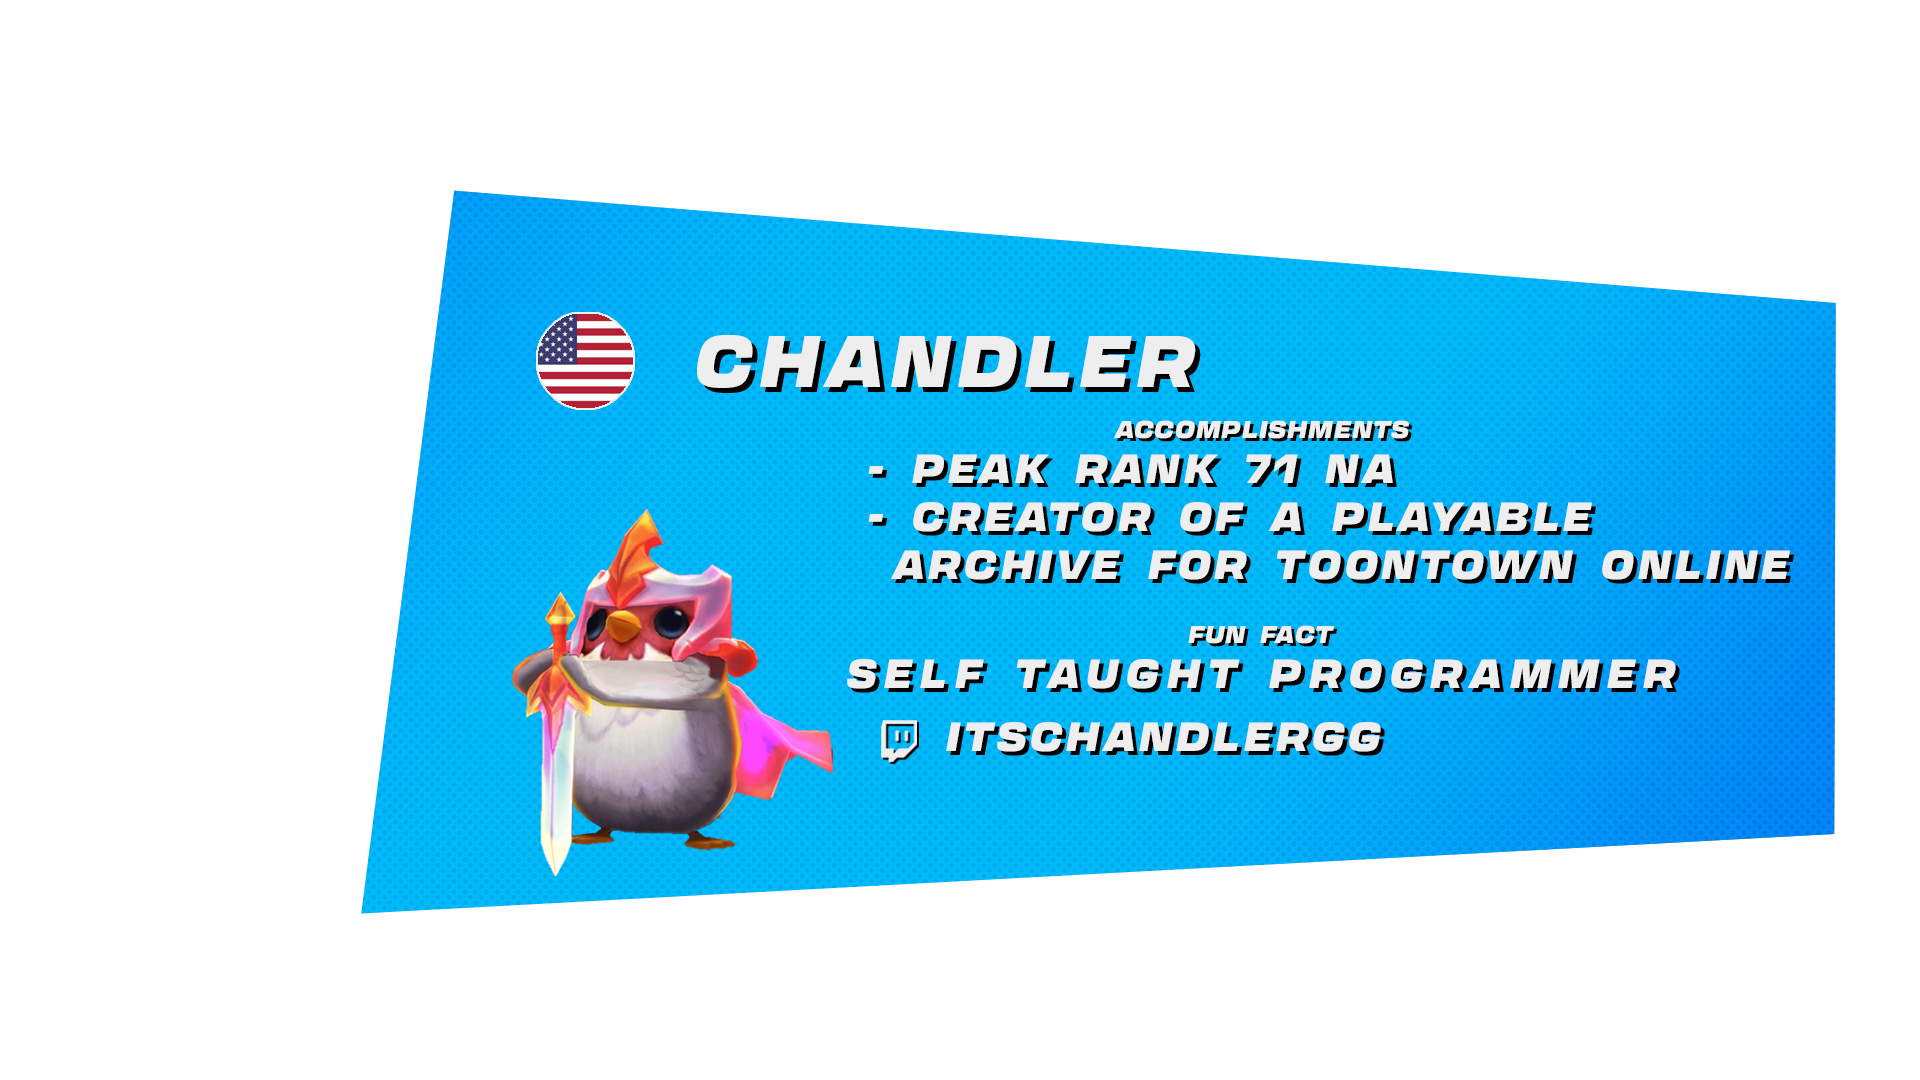 CHANDLER
ACCOMPLISHMENTS
- PEAK RANK 71 NA
- CREATOR OF A PLAYABLE
ARCHIVE FOR TOONTOWN ONLINE
FUN FACT
SELF TAUGHT PROGRAMMER
ITSCHANDLERGG